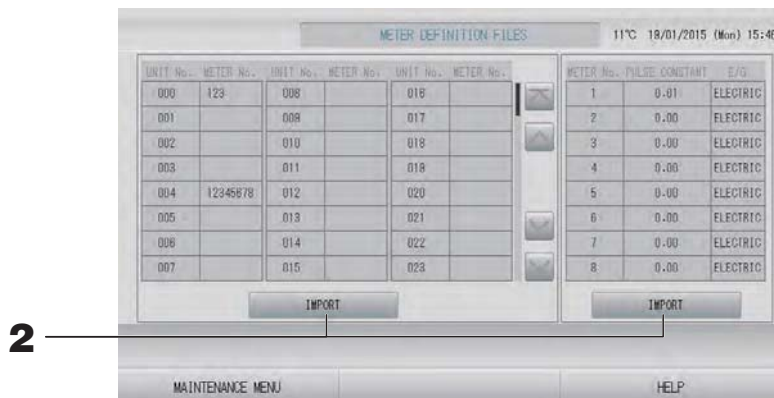 METER DEFINITION FILES 11°C 19/01/2015 (Mon) 15:46
UNIT No. METER No. UNIT No. METER No. UNIT No. METER No. METER No. PULSE CONSTANT E/G
000 123 008 016 1 0.01 ELECTRIC
001 009 017 2 0.00 ELECTRIC
002 010 018 3 0.00 ELECTRIC
003 011 019 4 0.00 ELECTRIC
004 12345678 012 020 5 0.00 ELECTRIC
005 013 021 6 0.00 ELECTRIC
006 014 022 7 0.00 ELECTRIC
007 015 023 8 0.00 ELECTRIC
IMPORT IMPORT
2
MAINTENANCE MENU HELP